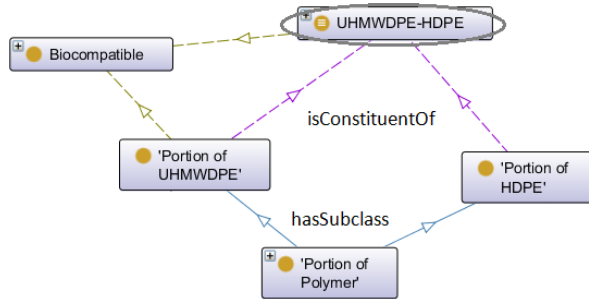 UHMWDPE-HDPE
Biocompatible
isConstituentOf
'Portion of
UHMWDPE'
'Portion of
HDPE'
hasSubclass
'Portion of
Polymer'